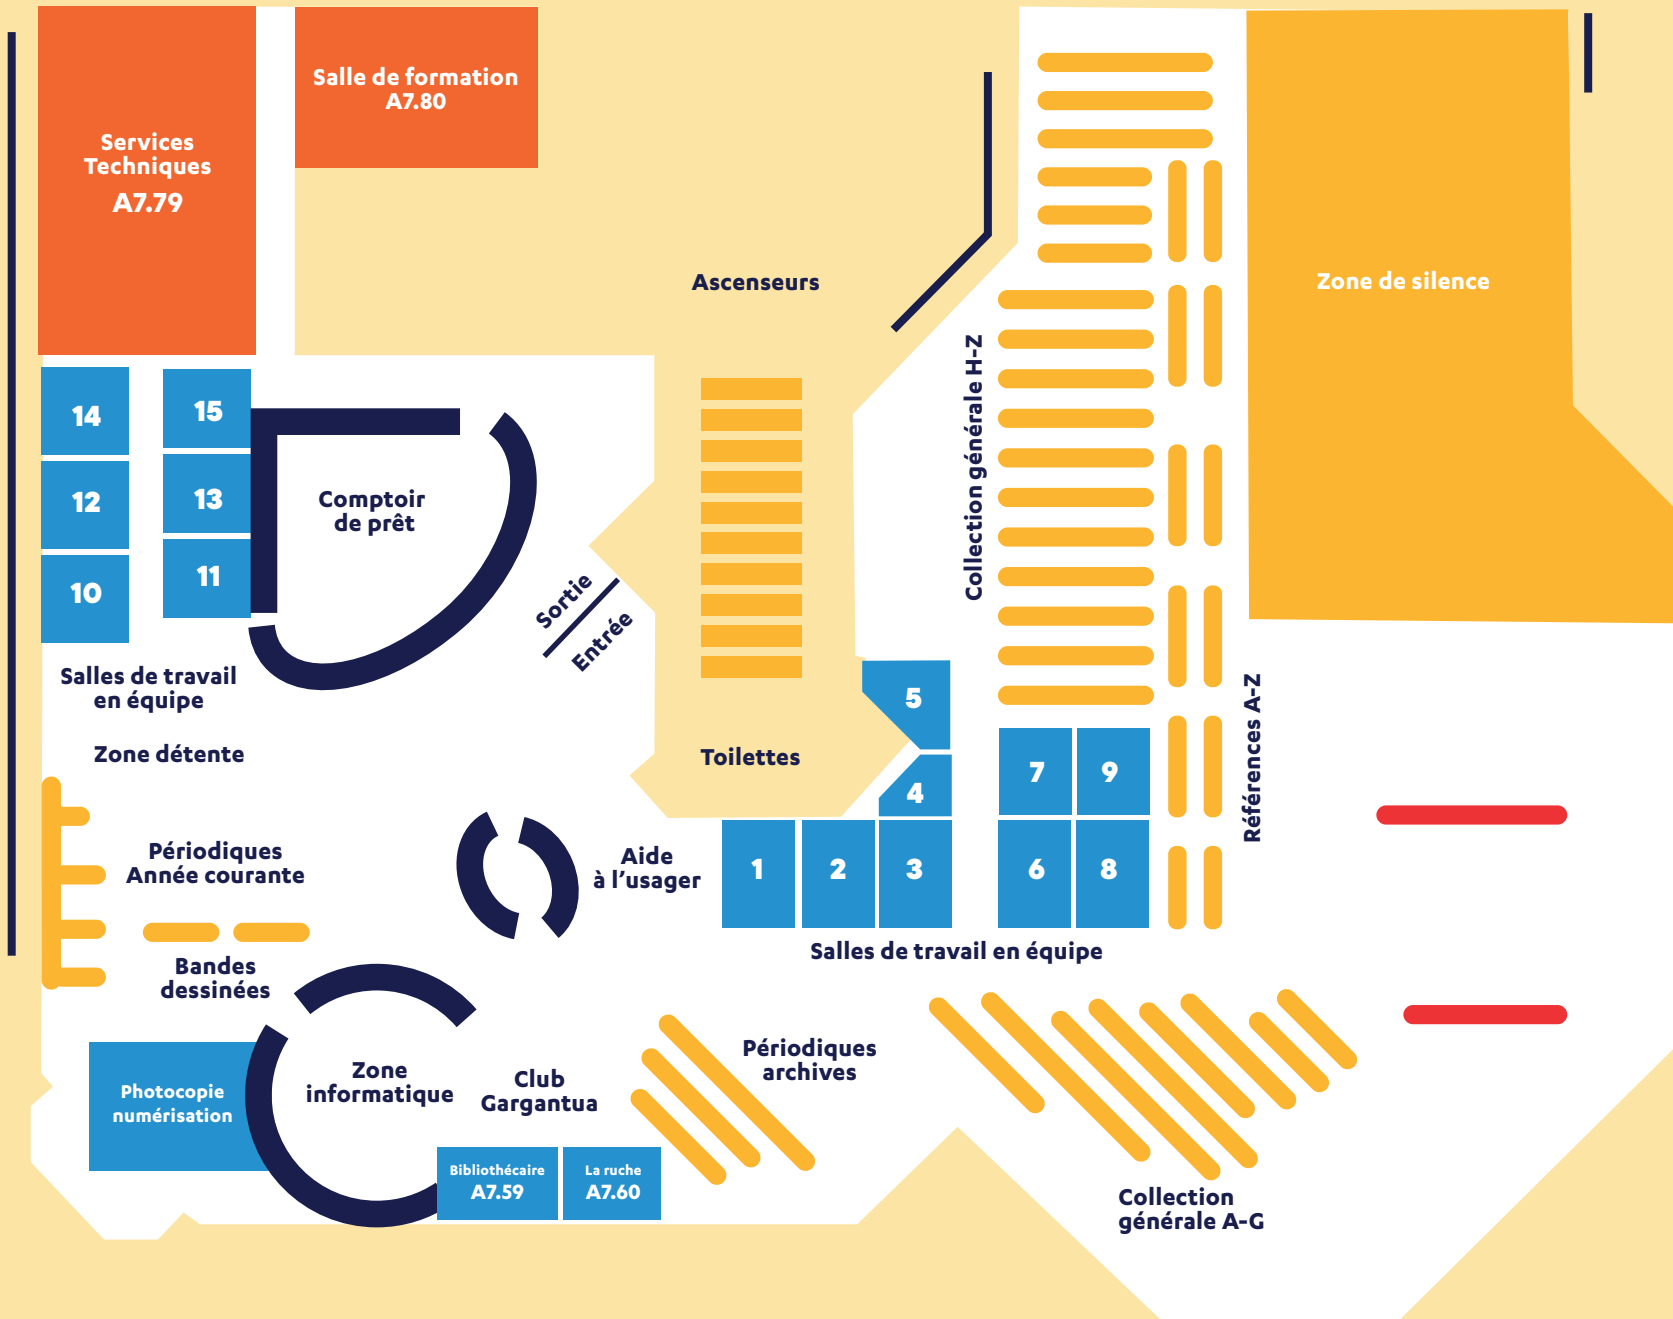 Salle de formation
A7.80
Services
Techniques
A7.79
Ascenseurs
Zone de silence
Collection générale H-Z
14
15
12
13
10
11
Comptoir
de prêt
Sortie
Entrée
Salles de travail
en équipe
Zone détente
Toilettes
5
4
7
9
Références A-Z
Périodiques
Année courante
Aide
à l'usager
1
2
3
6
8
Salles de travail en équipe
Bandes
dessinées
Photocopie
numérisation
Zone
informatique
Club
Gargantua
Périodiques
archives
Bibliothécaire
A7.59
La ruche
A7.60
Collection
générale A-G